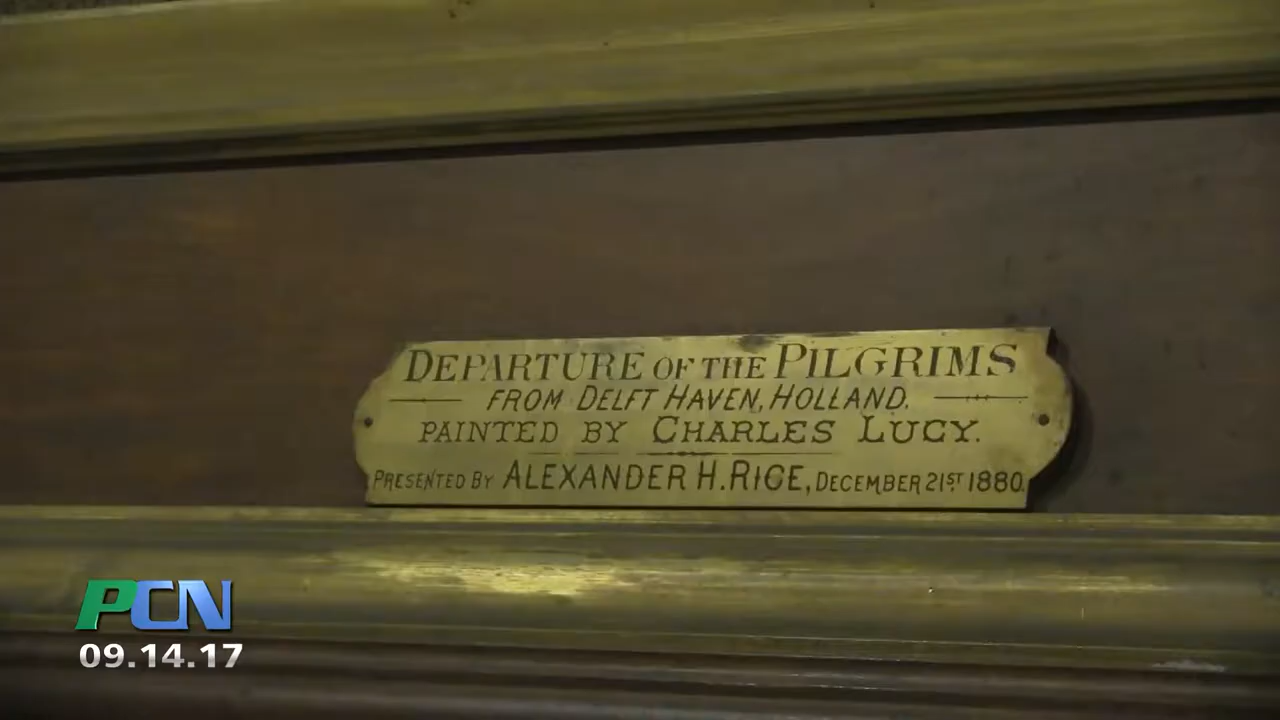 DEPARTURE OF THE PILGRIMS
FROM DELFT HAVEN, HOLLAND.
PAINTED BY CHARLES LUCY.
PRESENTED BY ALEXANDER H. RICE, DECEMBER 21ST 1880.
PCN
09.14.17